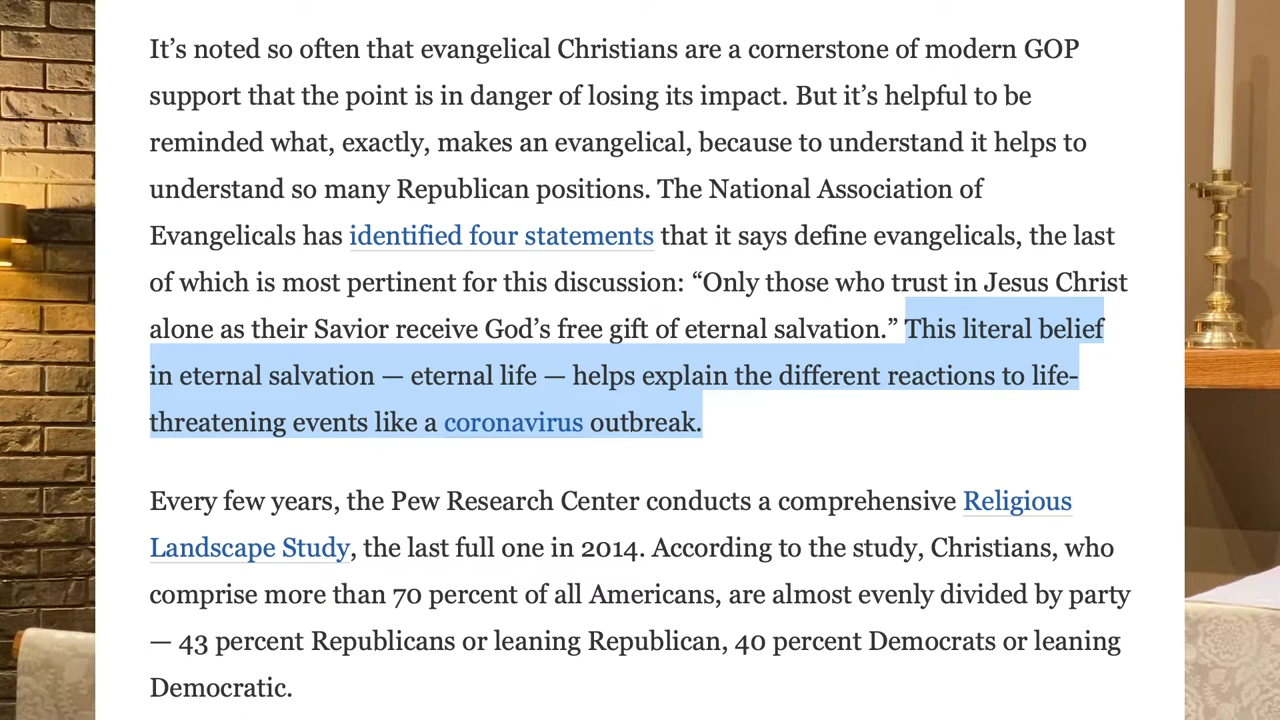 It’s noted so often that evangelical Christians are a cornerstone of modern GOP
support that the point is in danger of losing its impact. But it’s helpful to be
reminded what, exactly, makes an evangelical, because to understand it helps to
understand so many Republican positions. The National Association of
Evangelicals has identified four statements that it says define evangelicals, the last
of which is most pertinent for this discussion: “Only those who trust in Jesus Christ
alone as their Savior receive God’s free gift of eternal salvation.” This literal belief
in eternal salvation — eternal life — helps explain the different reactions to life-
threatening events like a coronavirus outbreak.
Every few years, the Pew Research Center conducts a comprehensive Religious
Landscape Study, the last full one in 2014. According to the study, Christians, who
comprise more than 70 percent of all Americans, are almost evenly divided by party
— 43 percent Republicans or leaning Republican, 40 percent Democrats or leaning
Democratic.